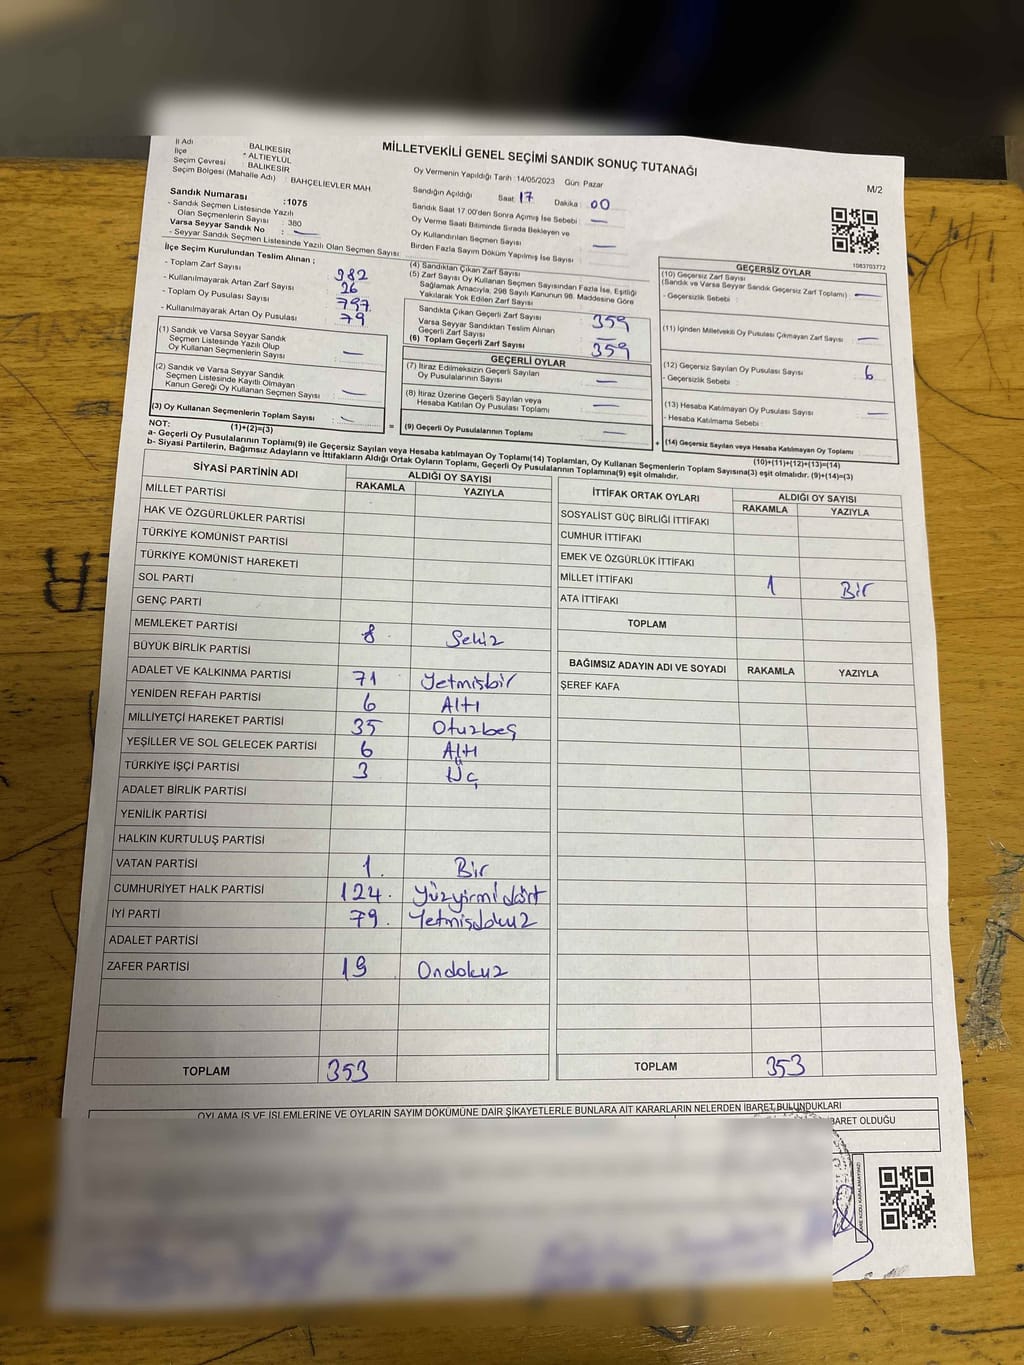 MİLLETVEKİLİ GENEL SEÇİMİ SANDIK SONUÇ TUTANAĞI
M/2
İl Adı BALIKESİR
İlçe * ALTIEYLÜL
Seçim Çevresi : BALIKESİR
Seçim Bölgesi (Mahalle Adı) : BAHÇELİEVLER MAH
Sandık Numarası :1075
- Sandık Seçmen Listesinde Yazılı
Olan Seçmenlerin Sayısı : 380
Varsa Seyyar Sandık No : —
- Seyyar Sandık Seçmen Listesinde Yazılı Olan Seçmen Sayısı :
Oy Vermenin Yapıldığı Tarih : 14/05/2023 Gün: Pazar
Sandığın Açıldığı Saat: 17 Dakika : 00
Sandık Saat 17.00'den Sonra Açılmış İse Sebebi : —
Oy Verme Saati Bitiminde Sırada Bekleyen ve
Oy Kullandırılan Seçmen Sayısı : —
Birden Fazla Sayım Döküm Yapılmış İse Sayısı :
1083703772
İlçe Seçim Kurulundan Teslim Alınan ;
- Toplam Zarf Sayısı : 382
- Kullanılmayarak Artan Zarf Sayısı : 26
- Toplam Oy Pusulası Sayısı : 797
- Kullanılmayarak Artan Oy Pusulası : 79
(1) Sandık ve Varsa Seyyar Sandık
Seçmen Listesinde Yazılı Olup
Oy Kullanan Seçmenlerin Sayısı : —
(2) Sandık ve Varsa Seyyar Sandık
Seçmen Listesinde Kayıtlı Olmayan
Kanun Gereği Oy Kullanan Seçmen Sayısı : —
(3) Oy Kullanan Seçmenlerin Toplam Sayısı : —
(1)+(2)=(3)
(4) Sandıktan Çıkan Zarf Sayısı
(5) Zarf Sayısı Oy Kullanan Seçmen Sayısından Fazla İse, Eşitliği
Sağlamak Amacıyla, 298 Sayılı Kanunun 98. Maddesine Göre
Yakılarak Yok Edilen Zarf Sayısı :
Sandıkta Çıkan Geçerli Zarf Sayısı : 359
Varsa Seyyar Sandıktan Teslim Alınan
Geçerli Zarf Sayısı : —
(6) Toplam Geçerli Zarf Sayısı : 359
GEÇERLİ OYLAR
(7) İtiraz Edilmeksizin Geçerli Sayılan
Oy Pusulalarının Sayısı : —
(8) İtiraz Üzerine Geçerli Sayılan veya
Hesaba Katılan Oy Pusulası Toplamı : —
= (9) Geçerli Oy Pusulalarının Toplamı : —
GEÇERSİZ OYLAR
(10) Geçersiz Zarf Sayısı
(Sandık ve Varsa Seyyar Sandık Geçersiz Zarf Toplamı) : —
- Geçersizlik Sebebi :
(11) İçinden Milletvekili Oy Pusulası Çıkmayan Zarf Sayısı : —
(12) Geçersiz Sayılan Oy Pusulası Sayısı : 6
- Geçersizlik Sebebi :
(13) Hesaba Katılmayan Oy Pusulası Sayısı : —
- Hesaba Katılmama Sebebi :
+ (14) Geçersiz Sayılan veya Hesaba Katılmayan Oy Toplamı :
(10)+(11)+(12)+(13)=(14)
NOT:
a- Geçerli Oy Pusulalarının Toplamı(9) ile Geçersiz Sayılan veya Hesaba katılmayan Oy Toplamı(14) Toplamları, Oy Kullanan Seçmenlerin Toplam Sayısına(3) eşit olmalıdır. (9)+(14)=(3)
b- Siyasi Partilerin, Bağımsız Adayların ve İttifakların Aldığı Ortak Oyların Toplamı, Geçerli Oy Pusulalarının Toplamına(9) eşit olmalıdır.
SİYASİ PARTİNİN ADI ALDIĞI OY SAYISI
RAKAMLA YAZIYLA
MİLLET PARTİSİ
HAK VE ÖZGÜRLÜKLER PARTİSİ
TÜRKİYE KOMÜNİST PARTİSİ
TÜRKİYE KOMÜNİST HAREKETİ
SOL PARTİ
GENÇ PARTİ
MEMLEKET PARTİSİ 8 Sekiz
BÜYÜK BİRLİK PARTİSİ
ADALET VE KALKINMA PARTİSİ 71 Yetmişbir
YENİDEN REFAH PARTİSİ 6 Altı
MİLLİYETÇİ HAREKET PARTİSİ 35 Otuzbeş
YEŞİLLER VE SOL GELECEK PARTİSİ 6 Altı
TÜRKİYE İŞÇİ PARTİSİ 3 Üç
ADALET BİRLİK PARTİSİ
YENİLİK PARTİSİ
HALKIN KURTULUŞ PARTİSİ
VATAN PARTİSİ 1. Bir
CUMHURİYET HALK PARTİSİ 124. Yüzyirmidört
İYİ PARTİ 79. Yetmişdokuz
ADALET PARTİSİ
ZAFER PARTİSİ 19 Ondokuz
TOPLAM 353
İTTİFAK ORTAK OYLARI ALDIĞI OY SAYISI
RAKAMLA YAZIYLA
SOSYALİST GÜÇ BİRLİĞİ İTTİFAKI
CUMHUR İTTİFAKI
EMEK VE ÖZGÜRLÜK İTTİFAKI
MİLLET İTTİFAKI 1 Bir
ATA İTTİFAKI
TOPLAM
BAĞIMSIZ ADAYIN ADI VE SOYADI RAKAMLA YAZIYLA
ŞEREF KAFA
TOPLAM 353
OYLAMA İŞ VE İŞLEMLERİNE VE OYLARIN SAYIM DÖKÜMÜNE DAİR ŞİKAYETLERLE BUNLARA AİT KARARLARIN NELERDEN İBARET BULUNDUKLARI
İBARET OLDUĞU